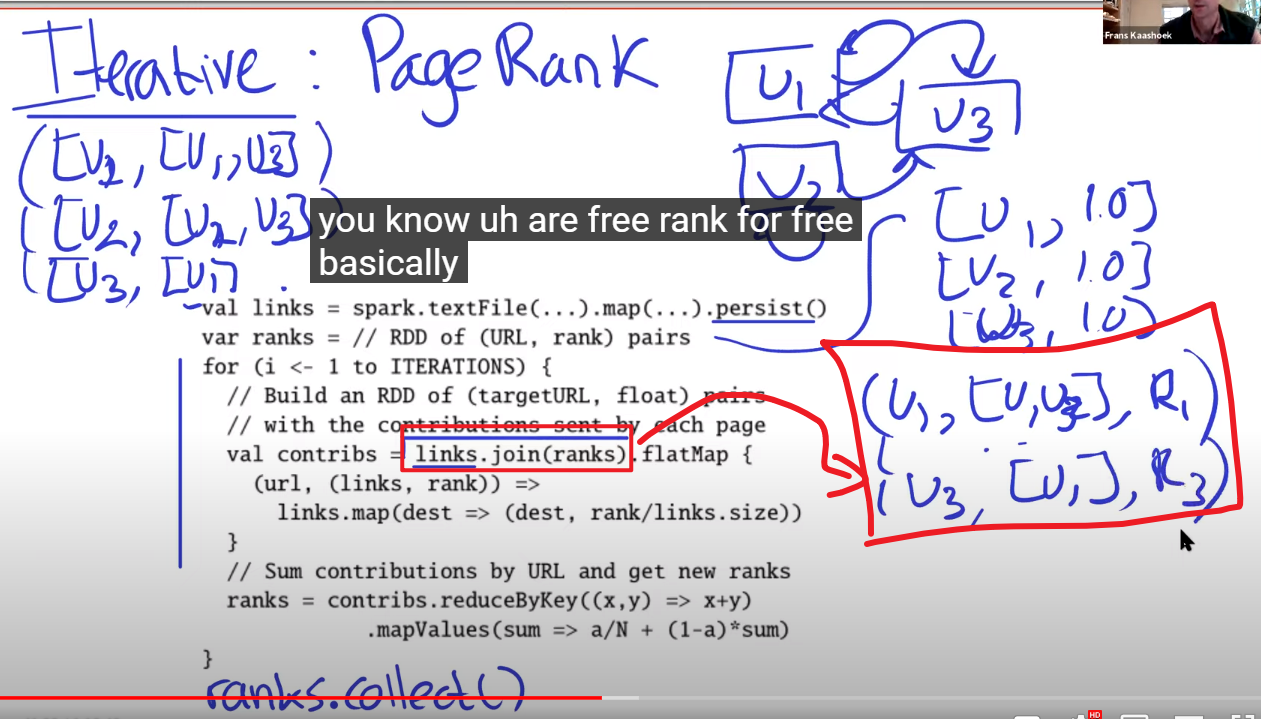 Frans Kaashoek
Iterative : PageRank
U1
U3
U2
([U1, [U1, U3])
([U2, [U2, U3])
([U3, [U1]
[U1, 1.0]
[U2, 1.0]
[U3, 1.0]
you know uh are free rank for free
basically
val links = spark.textFile(...).map(...).persist()
var ranks = // RDD of (URL, rank) pairs
for (i <- 1 to ITERATIONS) {
// Build an RDD of (targetURL, float) pairs
// with the contributions sent by each page
val contribs = links.join(ranks).flatMap {
(url, (links, rank)) =>
links.map(dest => (dest, rank/links.size))
}
// Sum contributions by URL and get new ranks
ranks = contribs.reduceByKey((x,y) => x+y)
.mapValues(sum => a/N + (1-a)*sum)
}
ranks.collect()
(U1, [U1 U3], R1)
(U3, [U1], R3)
HD